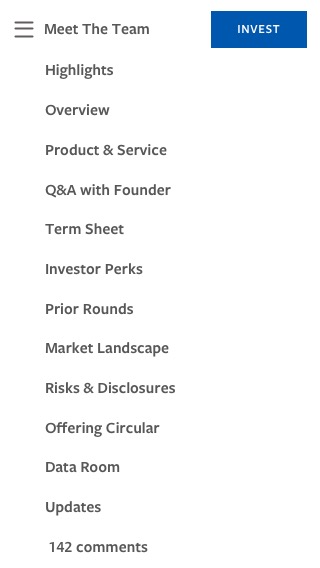 Meet The Team
INVEST
Highlights
Overview
Product & Service
Q&A with Founder
Term Sheet
Investor Perks
Prior Rounds
Market Landscape
Risks & Disclosures
Offering Circular
Data Room
Updates
142 comments